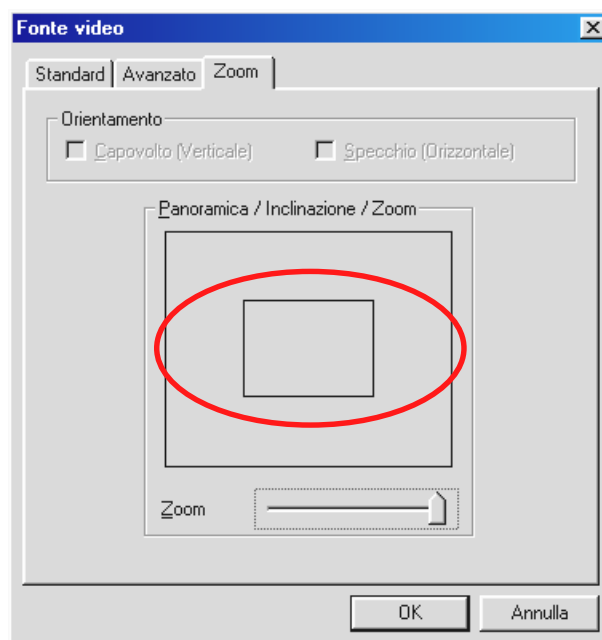 Fonte video
Standard Avanzato Zoom
Orientamento
Capovolto (Verticale) Specchio (Orizzontale)
Panoramica / Inclinazione / Zoom
Zoom
OK Annulla